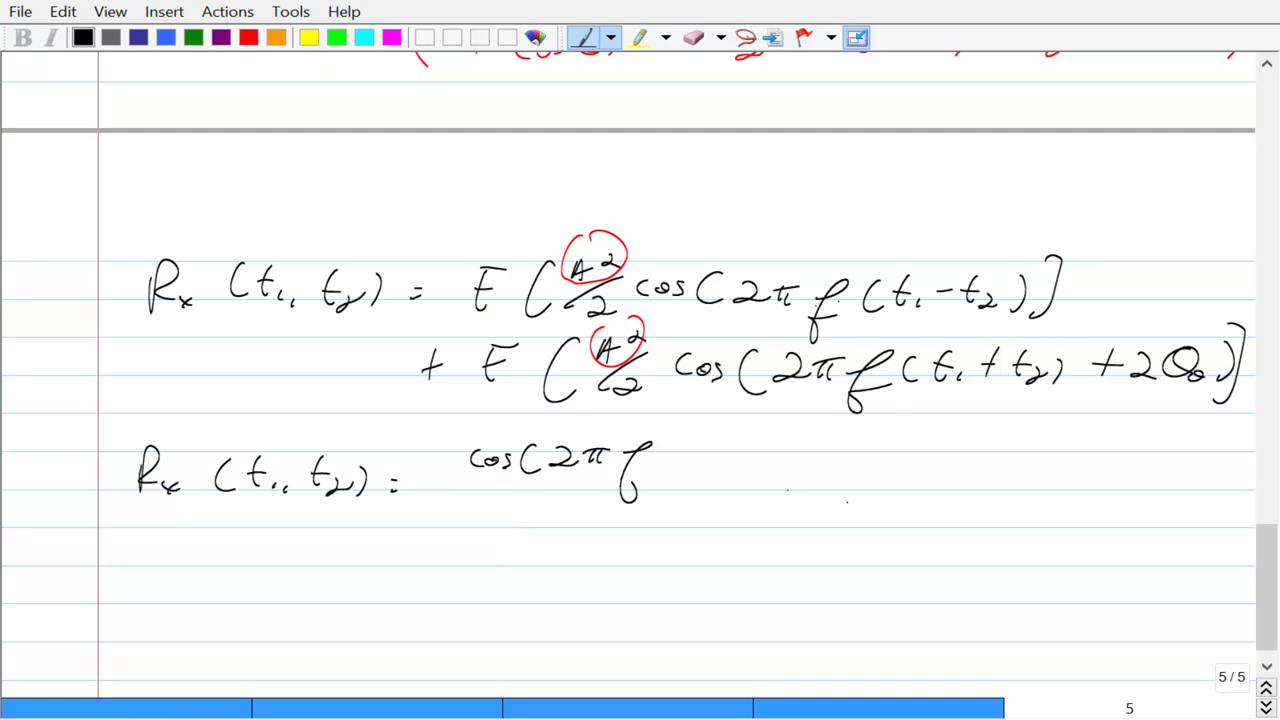 File Edit View Insert Actions Tools Help
B I
Rx (t1, t2) = E [A²/2 cos(2π f (t1 - t2)]
+ E [A²/2 cos(2π f (t1 + t2) + 2θ0)]
Rx (t1, t2) = cos(2π f
5 / 5
5